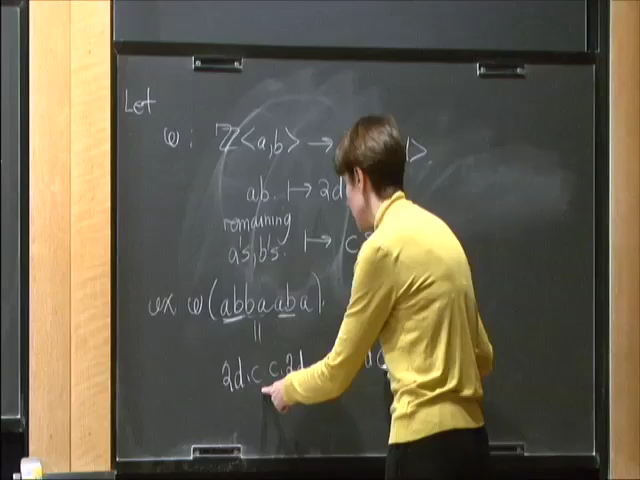 Let
ω : ℤ<a,b> →
ab ↦ 2d
remaining
a's, b's ↦ c
ex ω(abbaaba).
||
2d.c c.2d